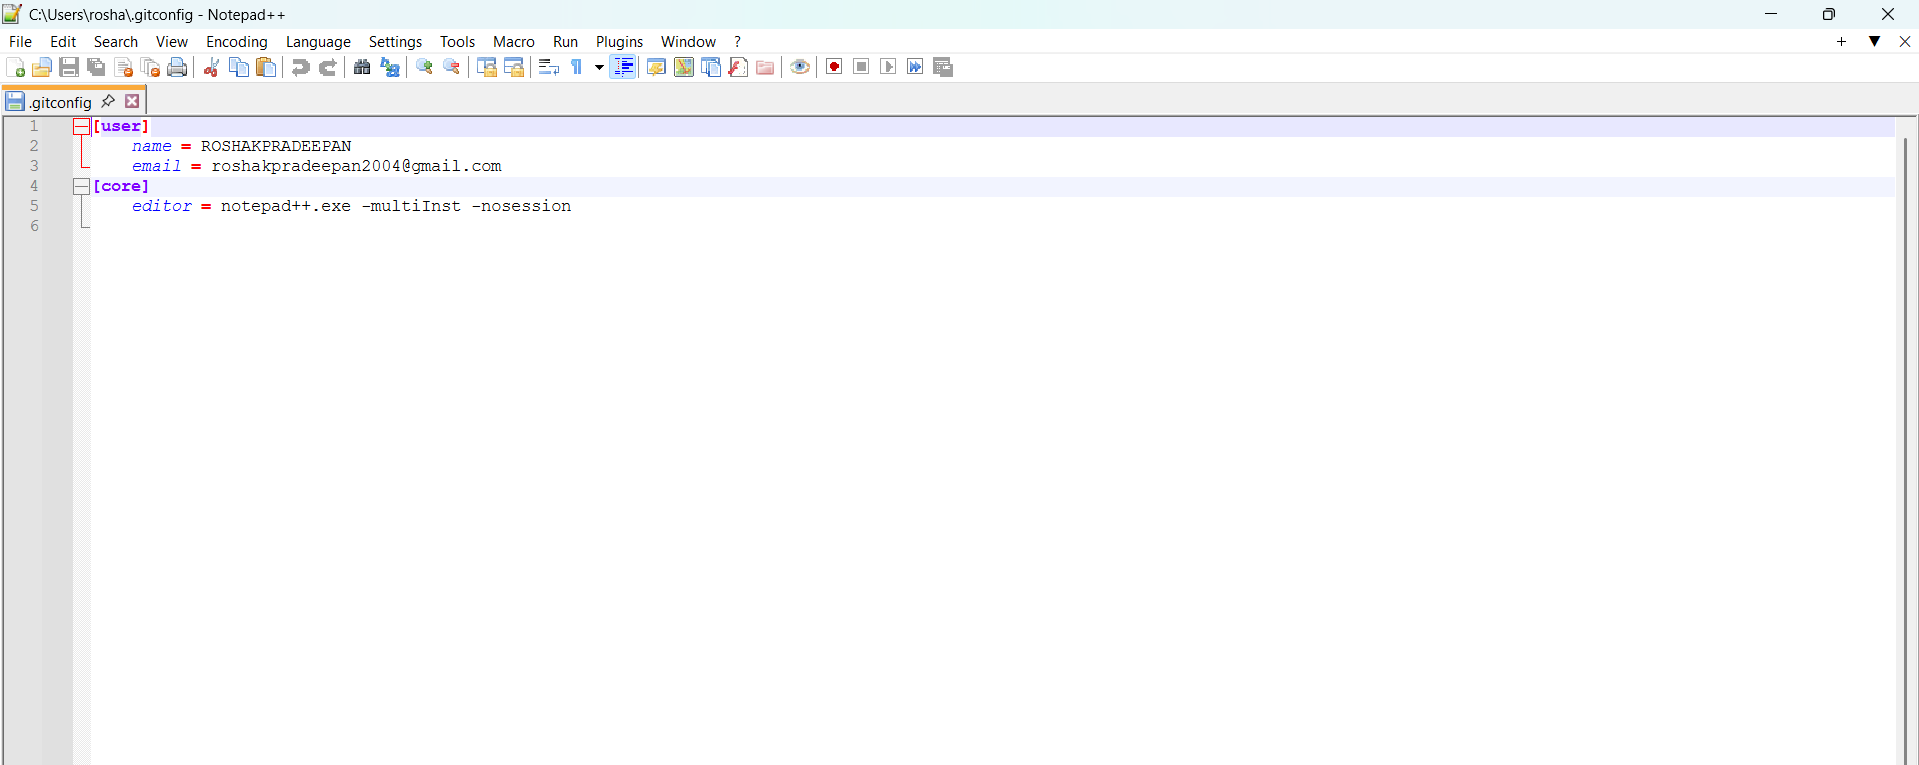 C:\Users\rosha\.gitconfig - Notepad++
File Edit Search View Encoding Language Settings Tools Macro Run Plugins Window ?
.gitconfig
1 [user]
2 name = ROSHAKPRADEEPAN
3 email = roshakpradeepan2004@gmail.com
4 [core]
5 editor = notepad++.exe -multiInst -nosession
6